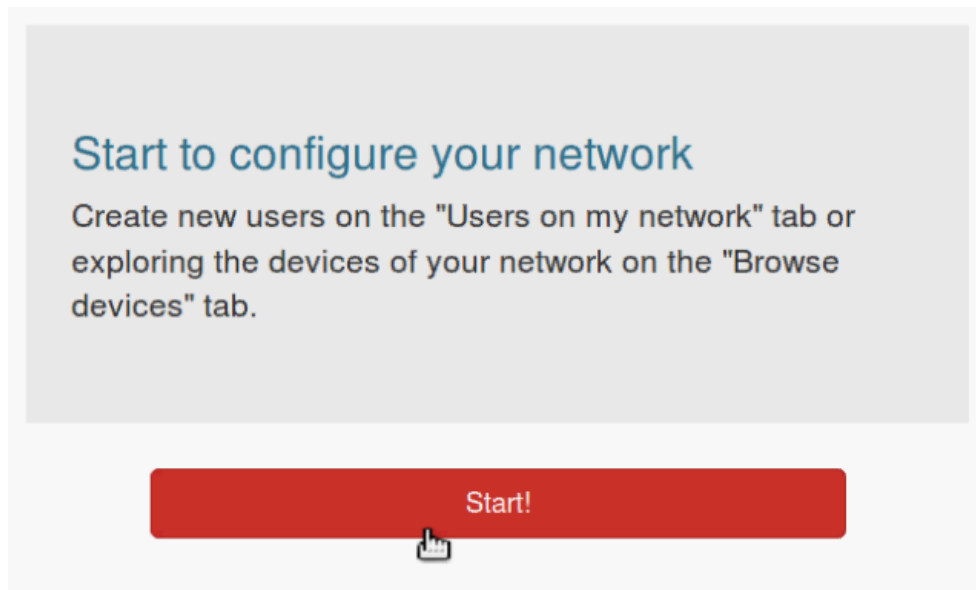 Start to configure your network
Create new users on the "Users on my network" tab or
exploring the devices of your network on the "Browse
devices" tab.
Start!